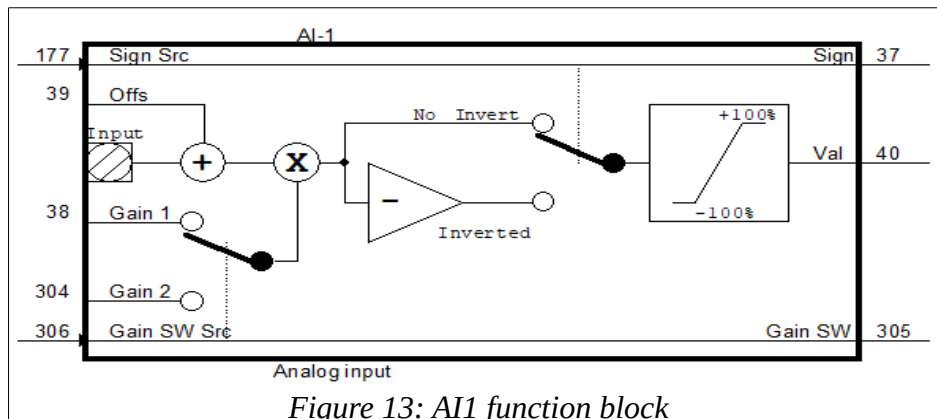 AI-1
177 Sign Src Sign 37
39 Offs
No Invert +100%
Input
+ X Val 40
38 Gain 1 − -100%
Inverted
304 Gain 2
306 Gain SW Src Gain SW 305
Analog input
Figure 13: AI1 function block